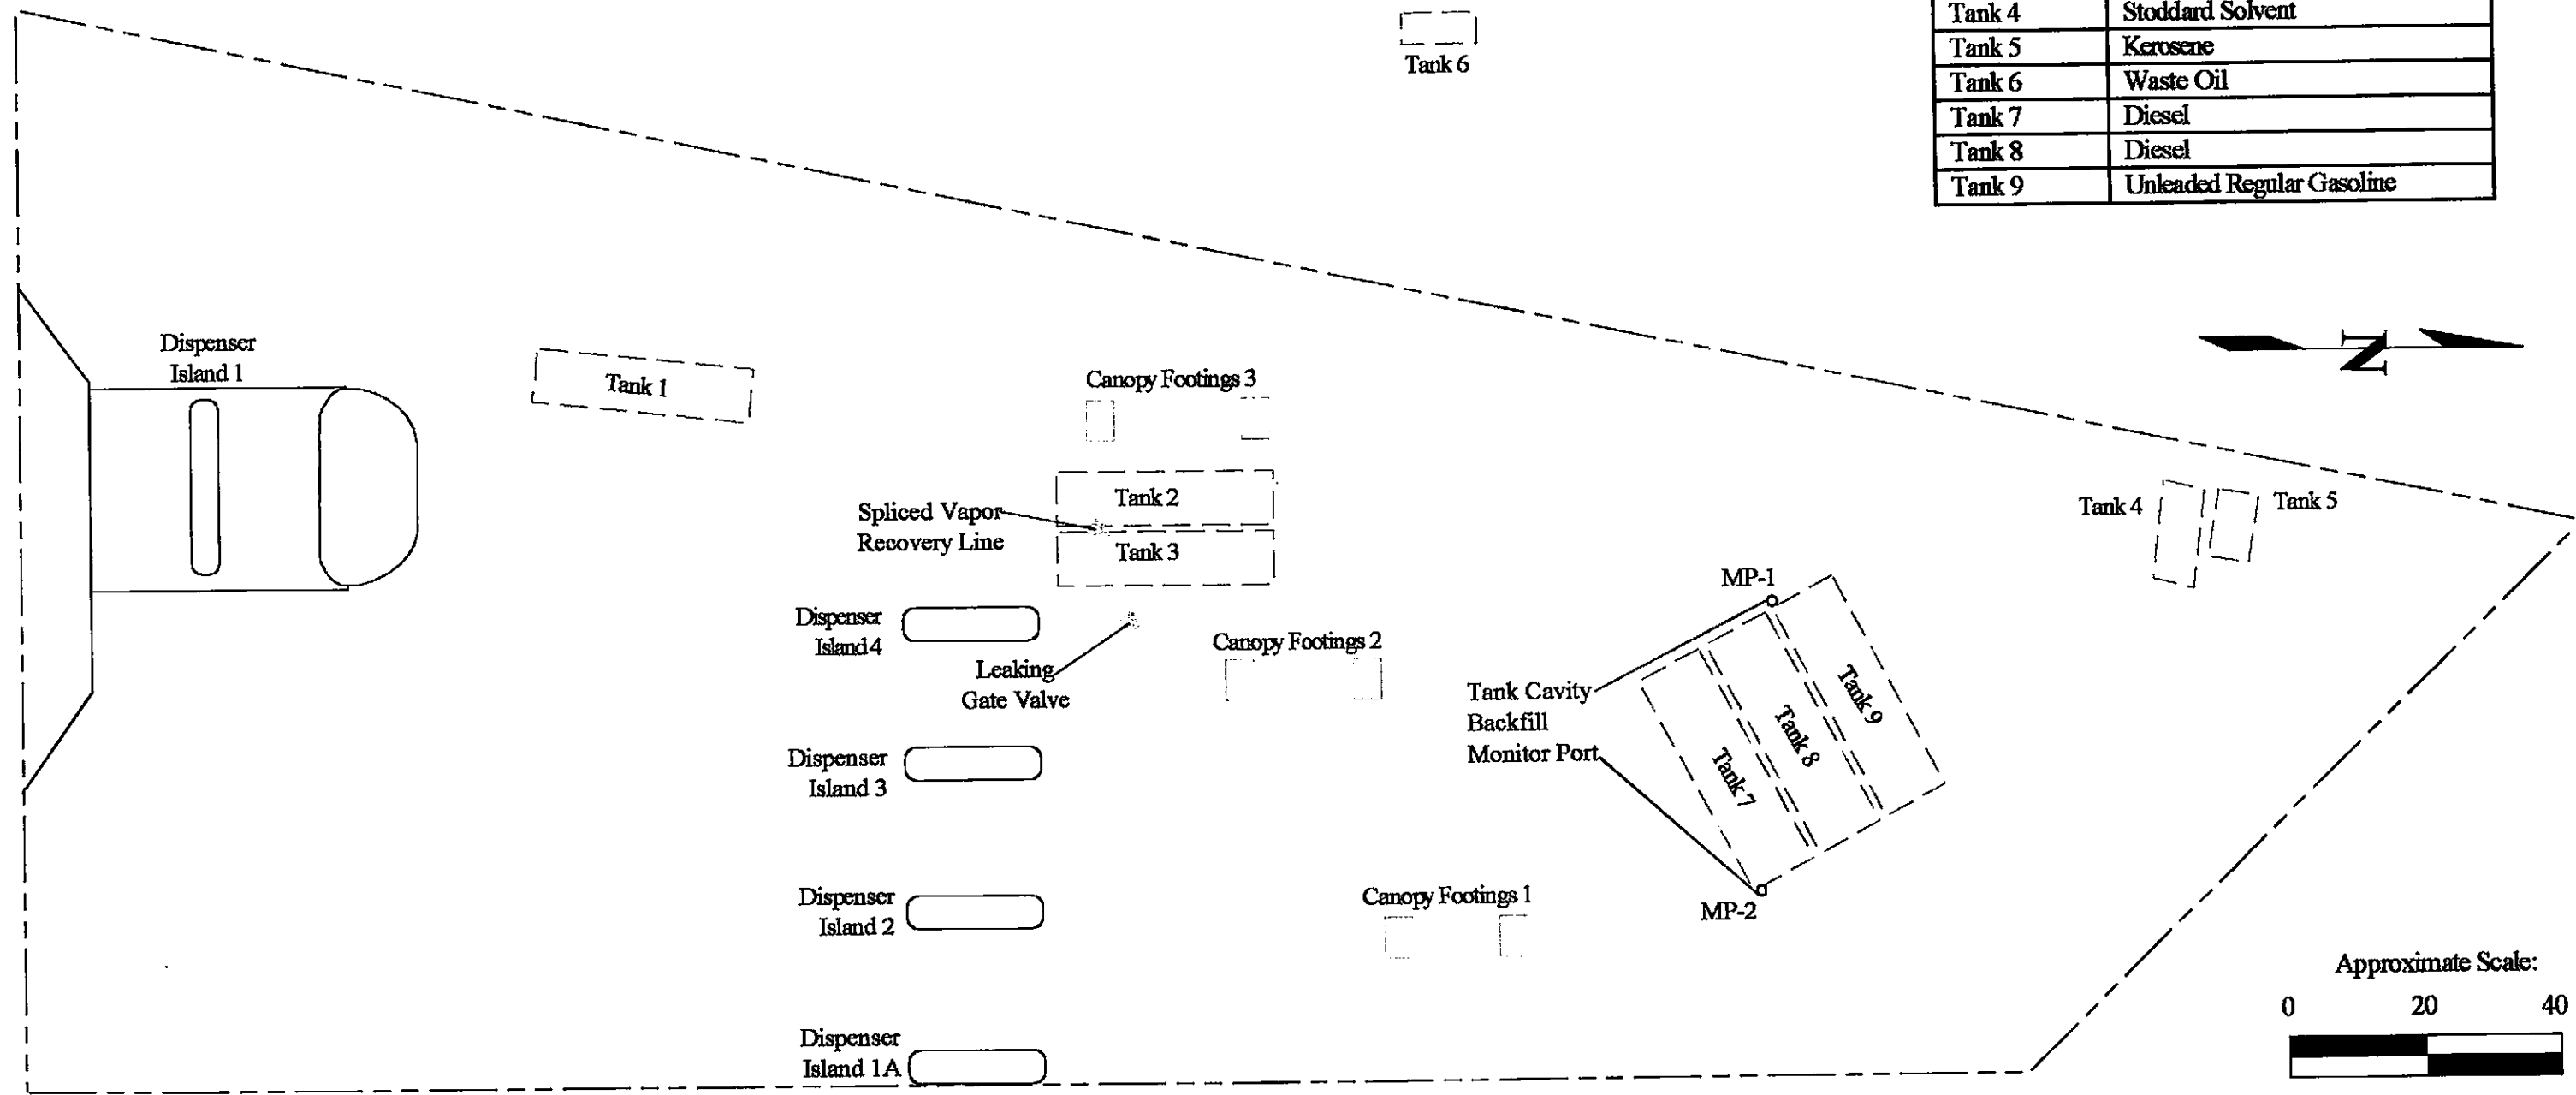 Tank 4 Stoddard Solvent
Tank 5 Kerosene
Tank 6 Waste Oil
Tank 7 Diesel
Tank 8 Diesel
Tank 9 Unleaded Regular Gasoline
Tank 6
N
Dispenser
Island 1
Tank 1
Canopy Footings 3
Tank 2
Spliced Vapor
Recovery Line
Tank 3
Tank 4
Tank 5
MP-1
Dispenser
Island 4
Canopy Footings 2
Leaking
Gate Valve
Tank Cavity
Backfill
Monitor Port
Tank 9
Tank 8
Tank 7
Dispenser
Island 3
Dispenser
Island 2
Canopy Footings 1
MP-2
Approximate Scale:
0 20 40
Dispenser
Island 1A